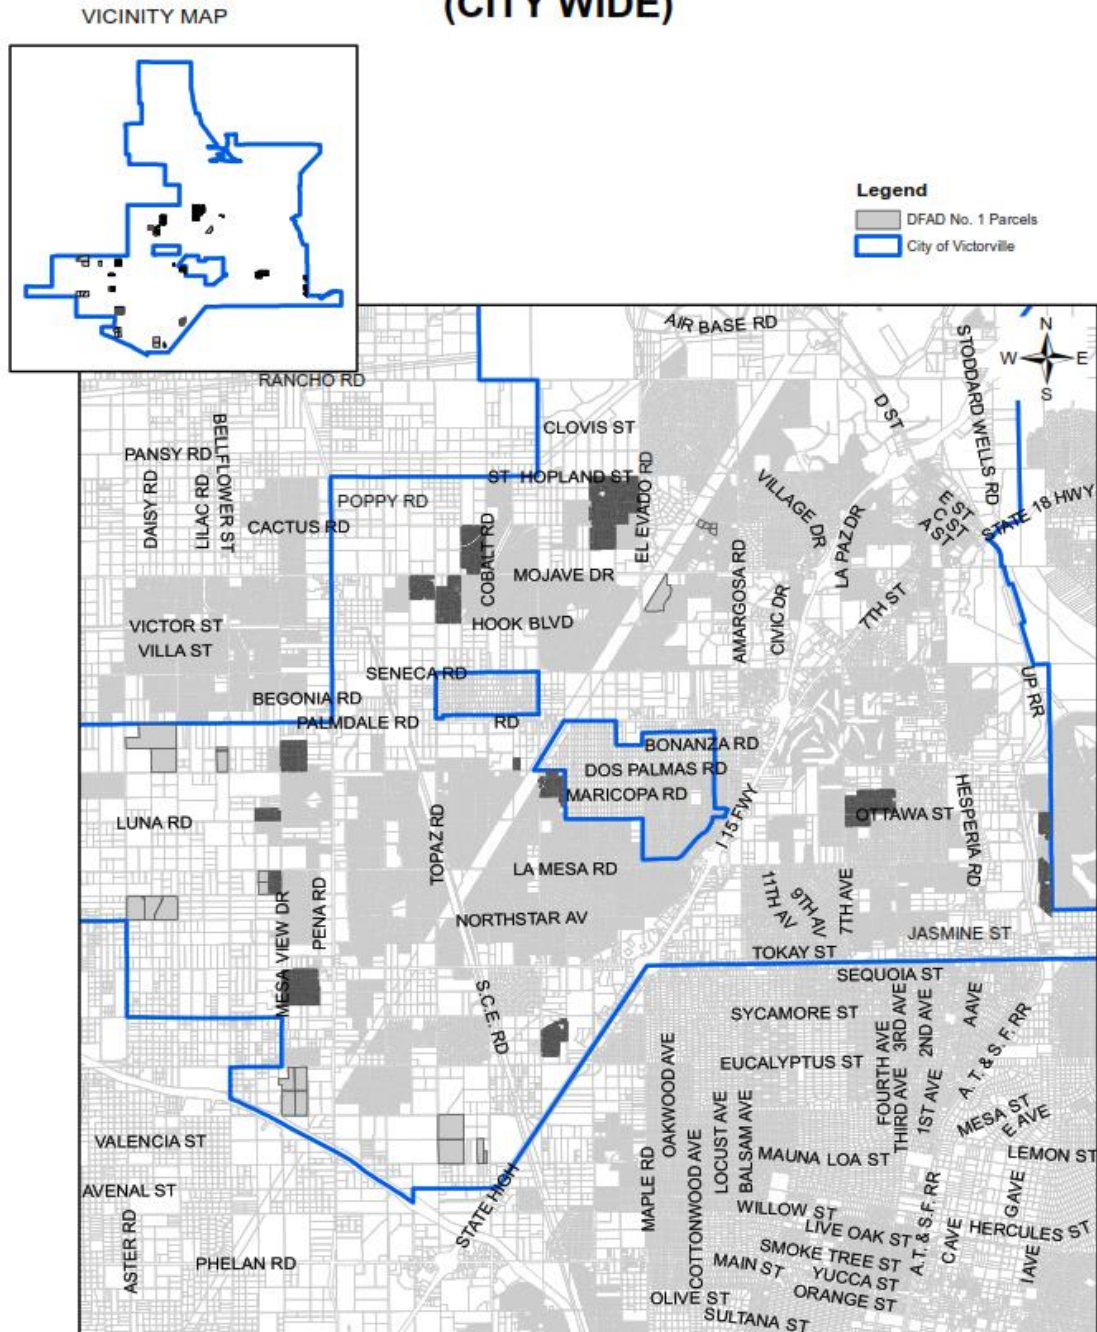 (CITY WIDE)
VICINITY MAP
Legend
DFAD No. 1 Parcels
City of Victorville
N
W
E
S
AIR BASE RD
STODDARD WELLS RD
RANCHO RD
D ST
CLOVIS ST
BELLFLOWER ST
PANSY RD
EL EVADO RD
ST
HOPLAND ST
DAISY RD
LILAC RD
POPPY RD
VILLAGE DR
E ST
C ST
A ST
STATE 18 HWY
CACTUS RD
COBALT RD
LA PAZ DR
AMARGOSA RD
MOJAVE DR
CIVIC DR
7TH ST
VICTOR ST
HOOK BLVD
VILLA ST
SENECA RD
UP RR
BEGONIA RD
PALMDALE RD
RD
BONANZA RD
DOS PALMAS RD
MARICOPA RD
I 15 FWY
HESPERIA RD
LUNA RD
TOPAZ RD
OTTAWA ST
LA MESA RD
11TH AV
9TH AV
7TH AVE
MESA VIEW DR
PENA RD
NORTHSTAR AV
JASMINE ST
TOKAY ST
SEQUOIA ST
S.C.E. RD
SYCAMORE ST
3RD AVE
2ND AVE
A AVE
A. T. & S. F. RR
OAKWOOD AVE
EUCALYPTUS ST
FOURTH AVE
THIRD AVE
1ST AVE
MESA ST
E AVE
VALENCIA ST
LOCUST AVE
BALSAM AVE
MAUNA LOA ST
LEMON ST
AVENAL ST
STATE HIGH
MAPLE RD
COTTONWOOD AVE
WILLOW ST
G AVE
LIVE OAK ST
A.T. & S.F. RR
C AVE
HERCULES ST
ASTER RD
PHELAN RD
SMOKE TREE ST
MAIN ST
YUCCA ST
I AVE
OLIVE ST
ORANGE ST
SULTANA ST